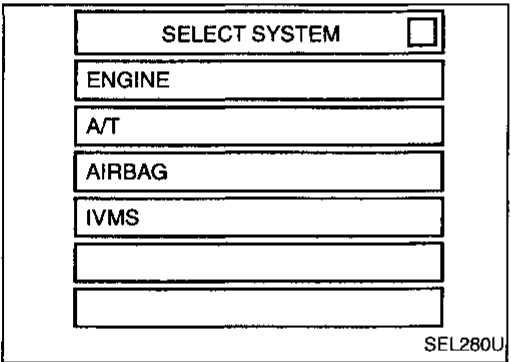 SELECT SYSTEM
ENGINE
A/T
AIRBAG
IVMS
SEL280U